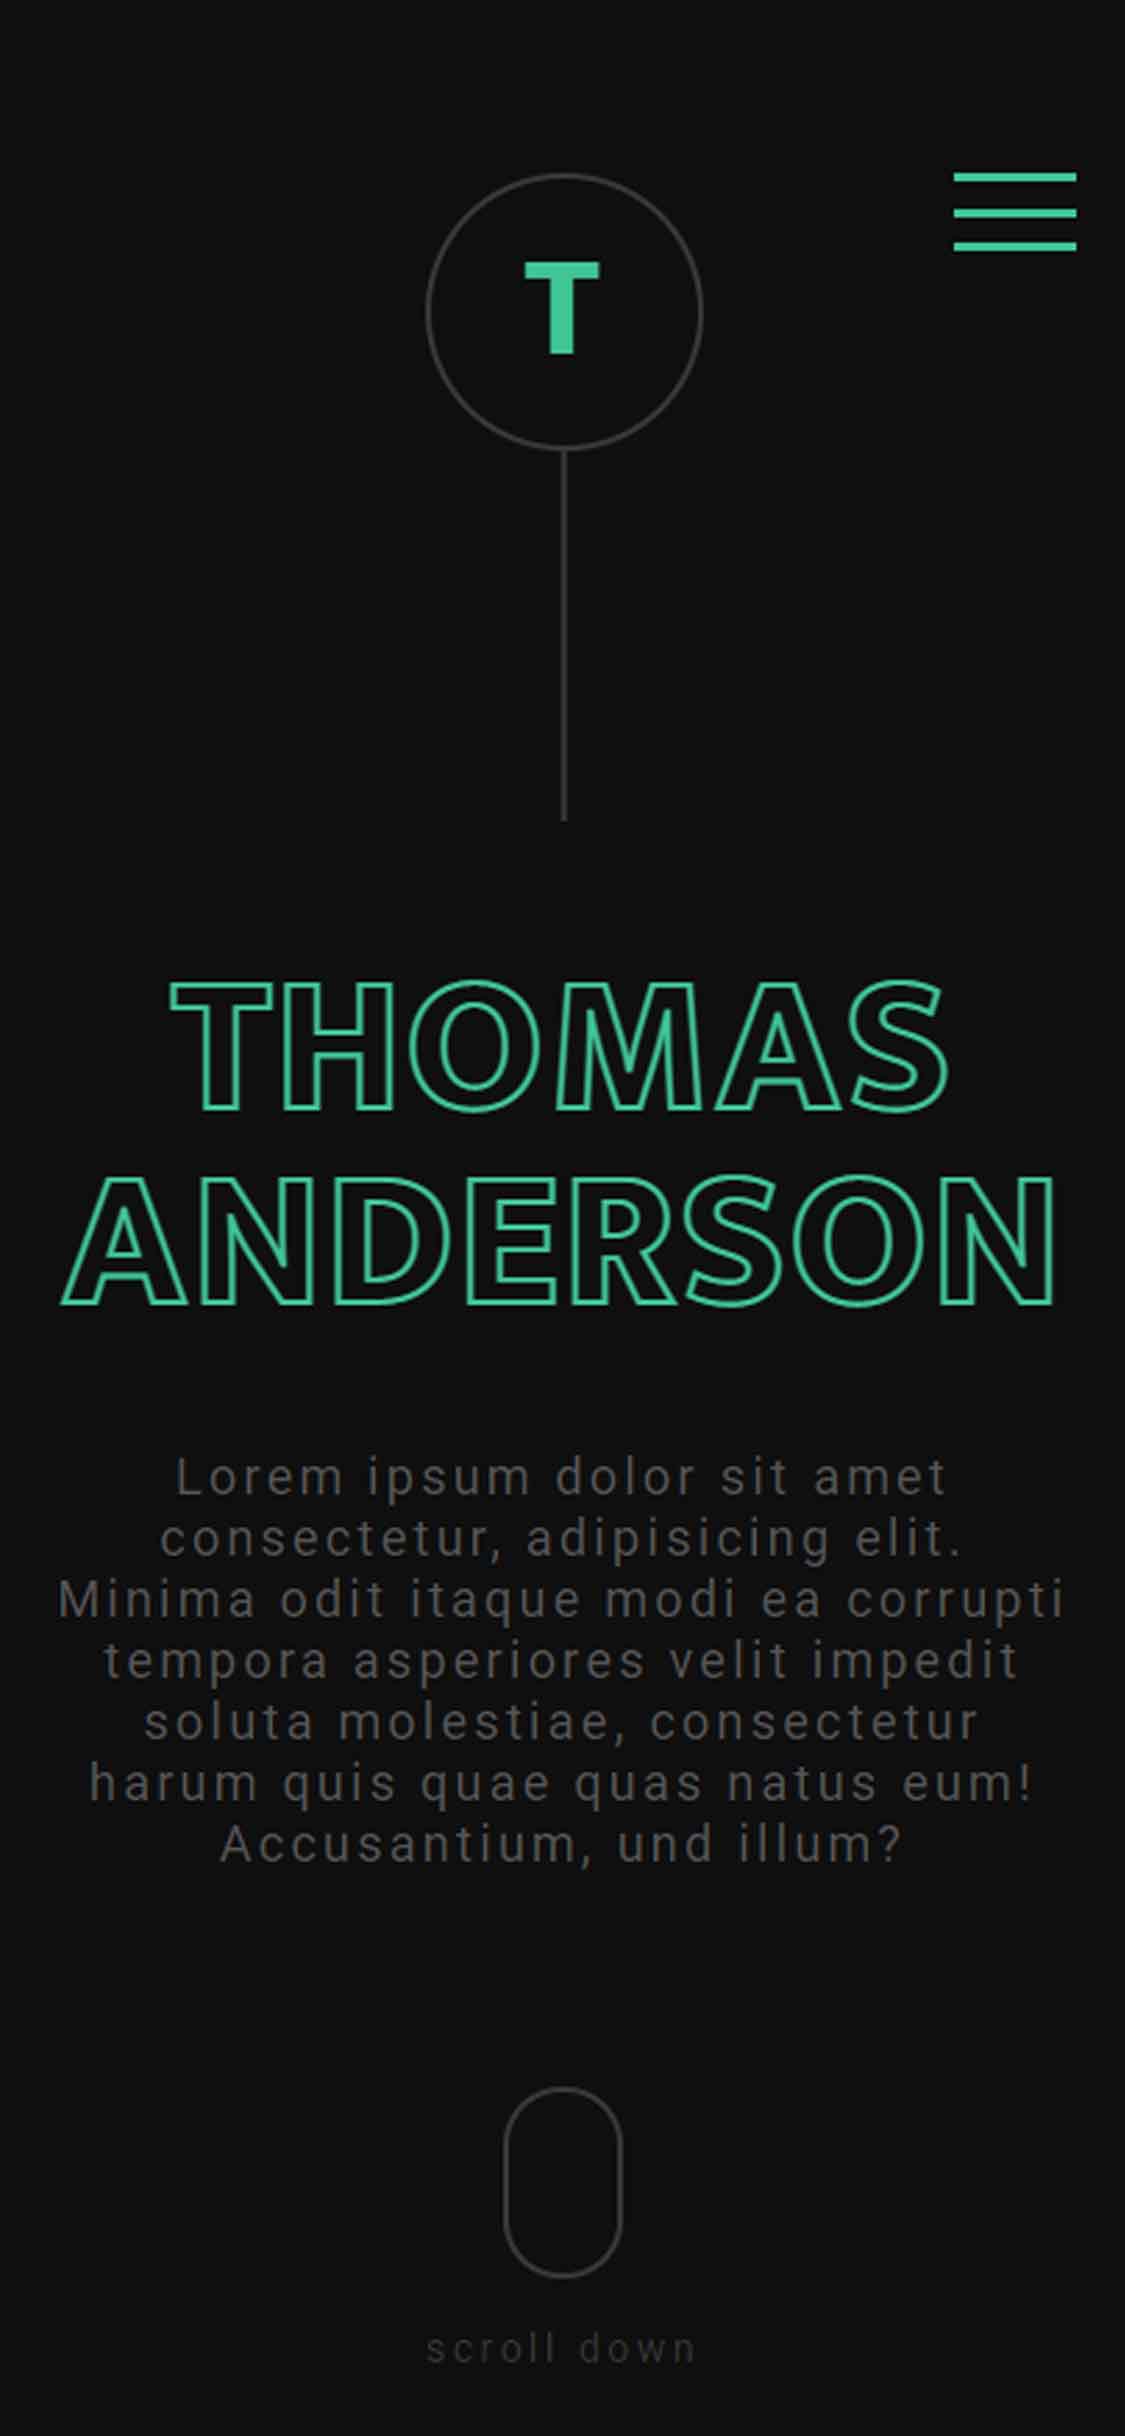 T
THOMAS
ANDERSON
Lorem ipsum dolor sit amet
consectetur, adipisicing elit.
Minima odit itaque modi ea corrupti
tempora asperiores velit impedit
soluta molestiae, consectetur
harum quis quae quas natus eum!
Accusantium, und illum?
scroll down